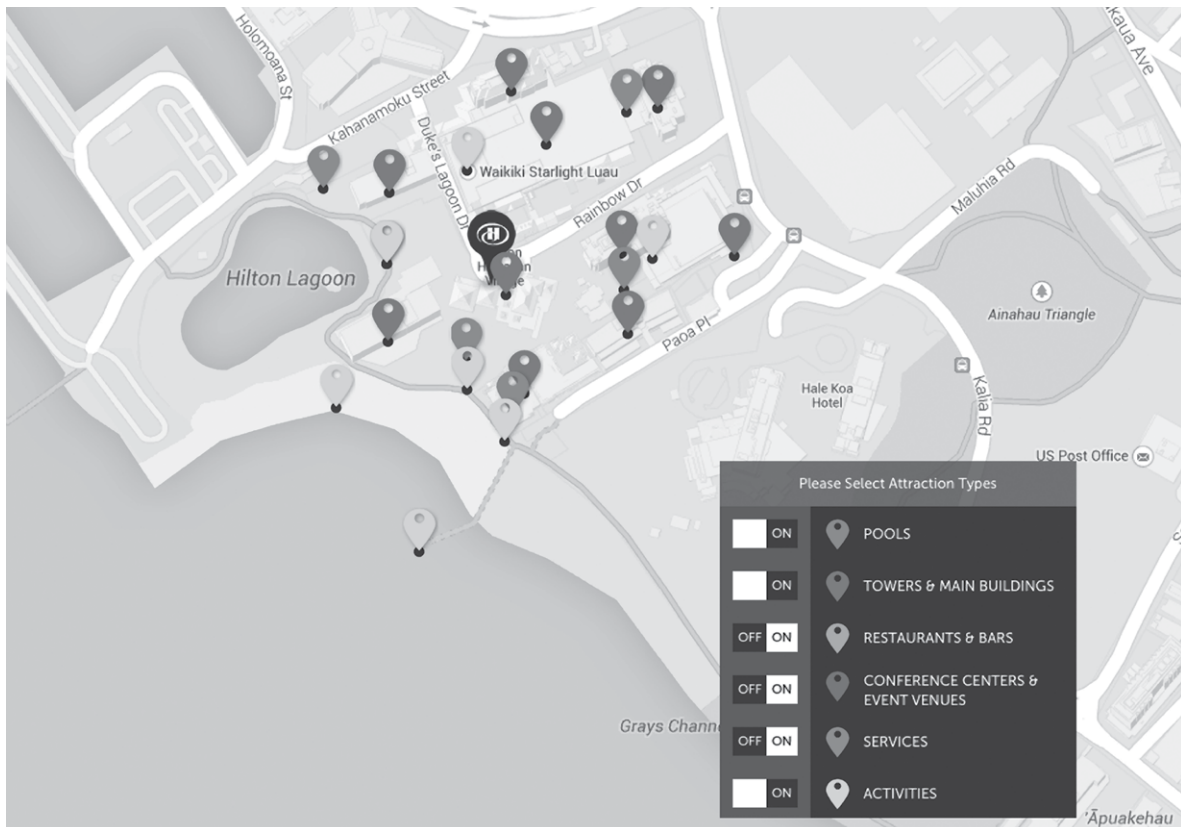 Holomoana St
Kahanamoku Street
Duke's Lagoon Dr
Waikiki Starlight Luau
Rainbow Dr
H
Hilton Lagoon
Paoa Pl
Maluhia Rd
kaua Ave
Ainahau Triangle
Hale Koa
Hotel
Kalia Rd
US Post Office
Grays Channe
'Āpuakehau
Please Select Attraction Types
ON POOLS
ON TOWERS & MAIN BUILDINGS
OFF ON RESTAURANTS & BARS
OFF ON CONFERENCE CENTERS &
EVENT VENUES
OFF ON SERVICES
ON ACTIVITIES